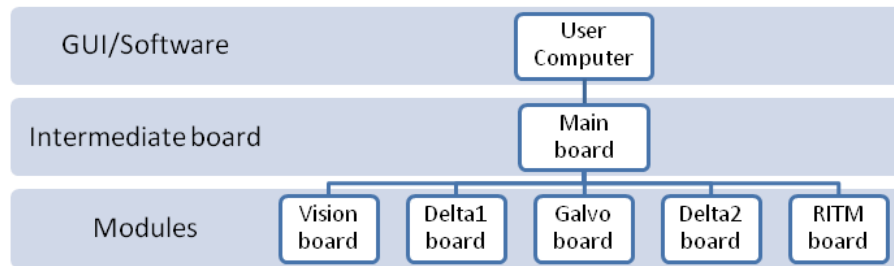 GUI/Software
User
Computer
Intermediate board
Main
board
Modules
Vision
board
Delta1
board
Galvo
board
Delta2
board
RITM
board